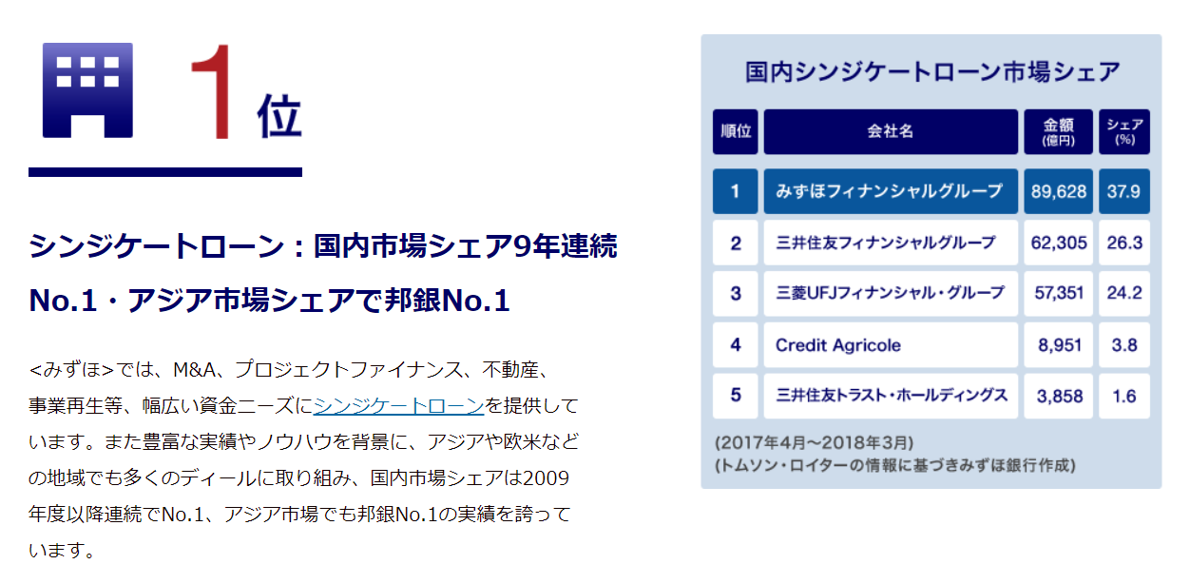 1位
シンジケートローン：国内市場シェア9年連続
No.1・アジア市場シェアで邦銀No.1
<みずほ>では、M&A、プロジェクトファイナンス、不動産、
事業再生等、幅広い資金ニーズにシンジケートローンを提供して
います。また豊富な実績やノウハウを背景に、アジアや欧米など
の地域でも多くのディールに取り組み、国内市場シェアは2009
年度以降連続でNo.1、アジア市場でも邦銀No.1の実績を誇って
います。
国内シンジケートローン市場シェア
順位 会社名 金額(億円) シェア(%)
1 みずほフィナンシャルグループ 89,628 37.9
2 三井住友フィナンシャルグループ 62,305 26.3
3 三菱UFJフィナンシャル・グループ 57,351 24.2
4 Credit Agricole 8,951 3.8
5 三井住友トラスト・ホールディングス 3,858 1.6
(2017年4月～2018年3月)
(トムソン・ロイターの情報に基づきみずほ銀行作成)